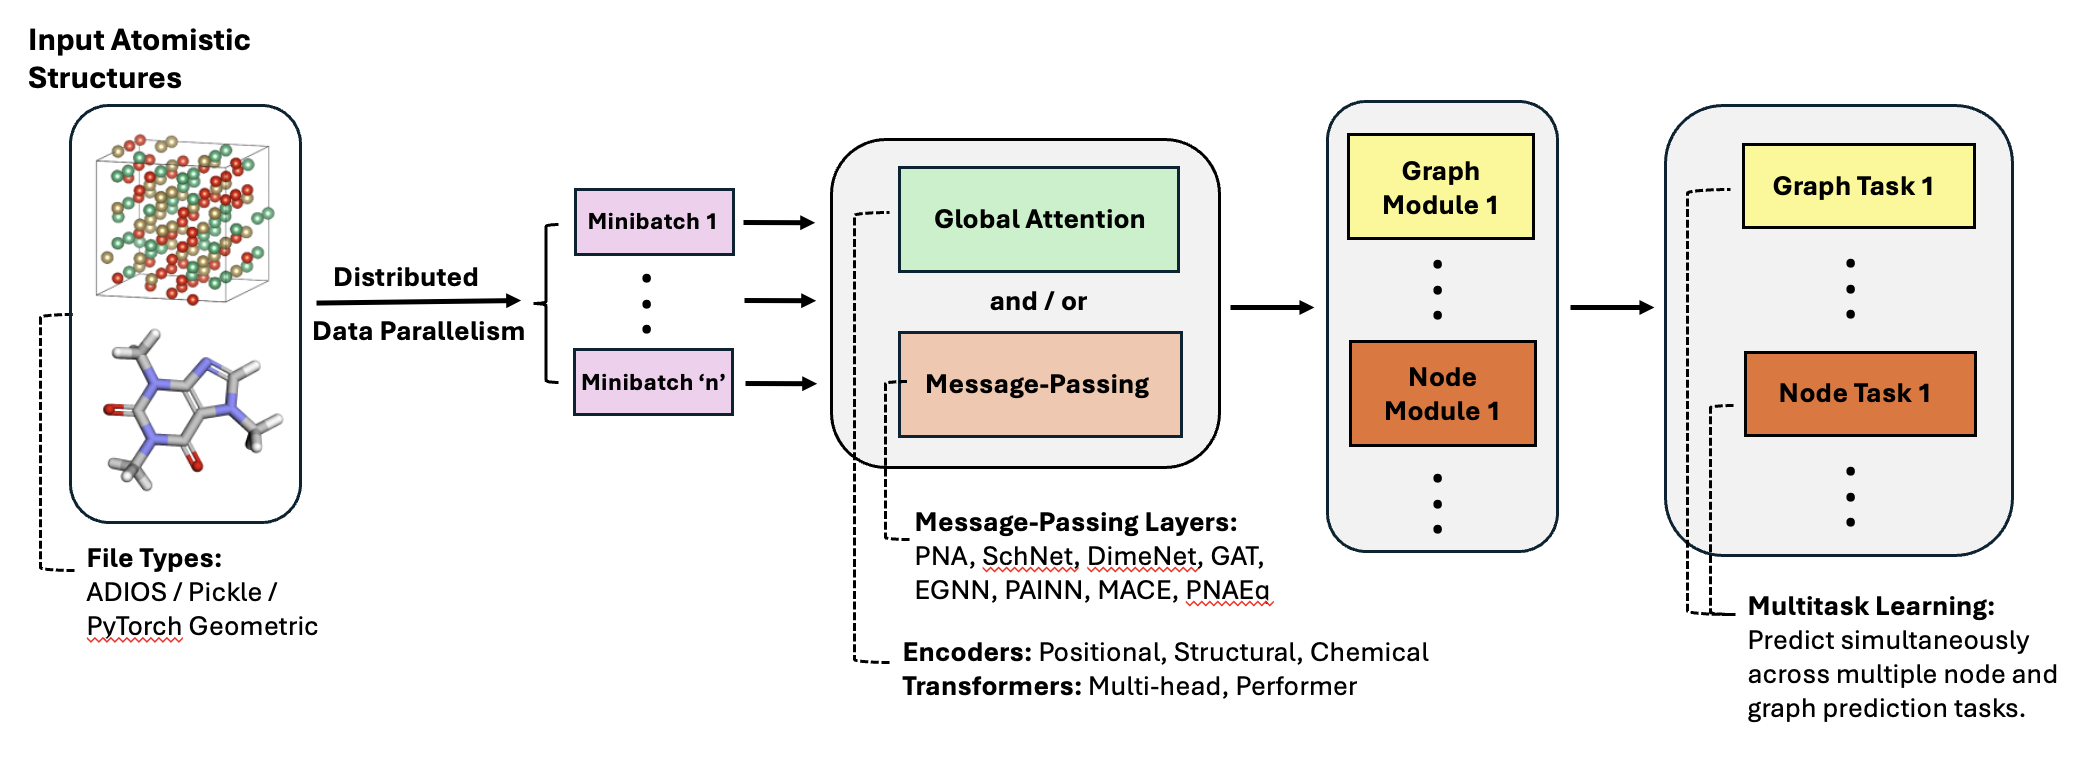 Input Atomistic
Structures
Distributed
Data Parallelism
Minibatch 1
Minibatch ‘n’
Global Attention
and / or
Message-Passing
Graph
Module 1
Node
Module 1
Graph Task 1
Node Task 1
File Types:
ADIOS / Pickle /
PyTorch Geometric
Message-Passing Layers:
PNA, SchNet, DimeNet, GAT,
EGNN, PAINN, MACE, PNAEq
Encoders: Positional, Structural, Chemical
Transformers: Multi-head, Performer
Multitask Learning:
Predict simultaneously
across multiple node and
graph prediction tasks.